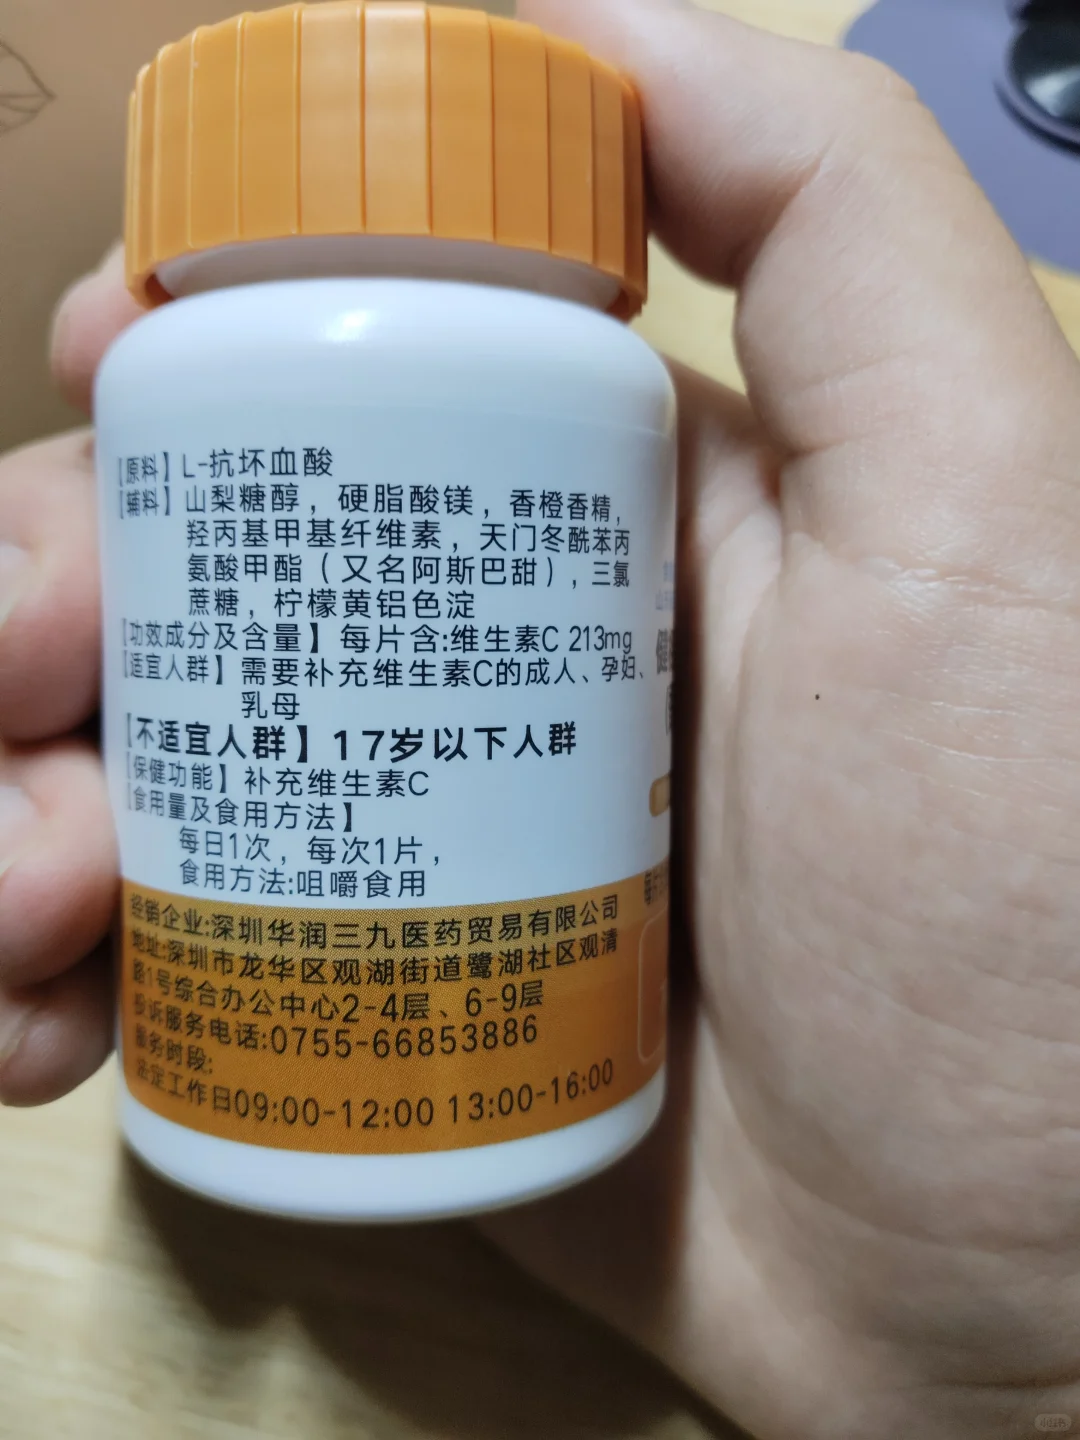 【原料】L-抗坏血酸
【辅料】山梨糖醇，硬脂酸镁，香橙香精，
羟丙基甲基纤维素，天门冬酰苯丙
氨酸甲酯（又名阿斯巴甜），三氯
蔗糖，柠檬黄铝色淀
【功效成分及含量】每片含:维生素C 213mg
【适宜人群】需要补充维生素C的成人、孕妇、
乳母
【不适宜人群】17岁以下人群
【保健功能】补充维生素C
【食用量及食用方法】
每日1次，每次1片，
食用方法:咀嚼食用
经销企业:深圳华润三九医药贸易有限公司
地址:深圳市龙华区观湖街道鹭湖社区观清
路1号综合办公中心2-4层、6-9层
投诉服务电话:0755-66853886
服务时段:
法定工作日09:00-12:00 13:00-16:00
小红书